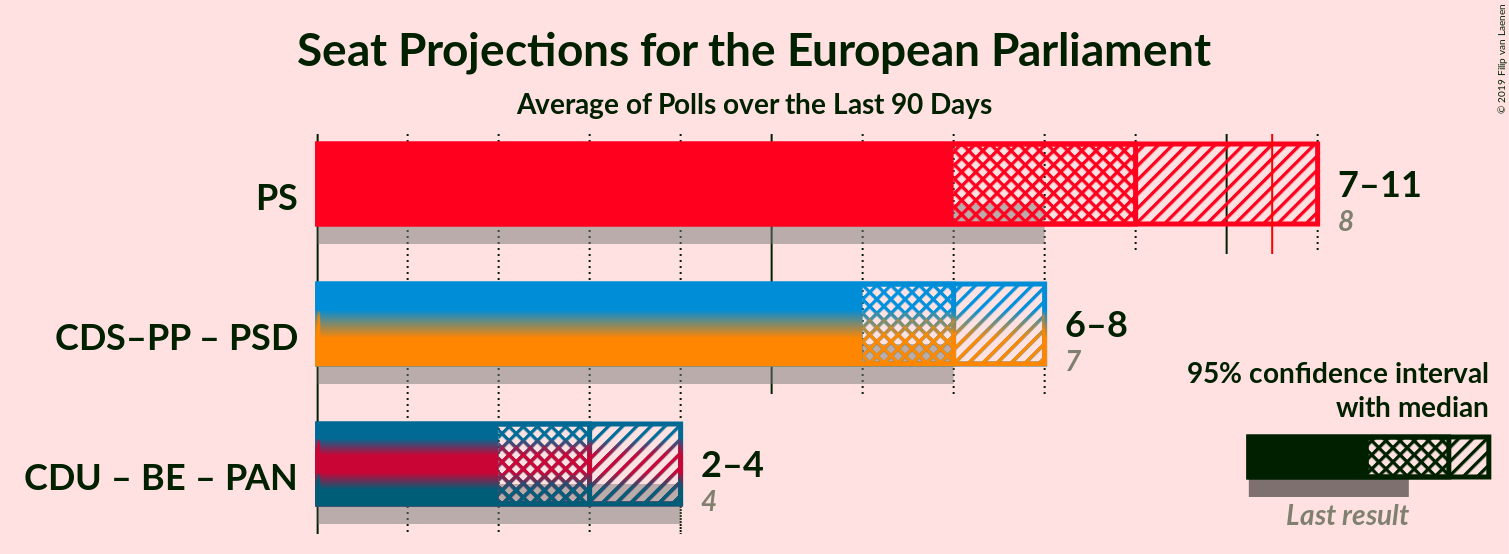 Seat Projections for the European Parliament
Average of Polls over the Last 90 Days
© 2019 Filip van Laenen
PS
7–11
8
CDS–PP – PSD
6–8
7
CDU – BE – PAN
2–4
4
95% confidence interval
with median
Last result